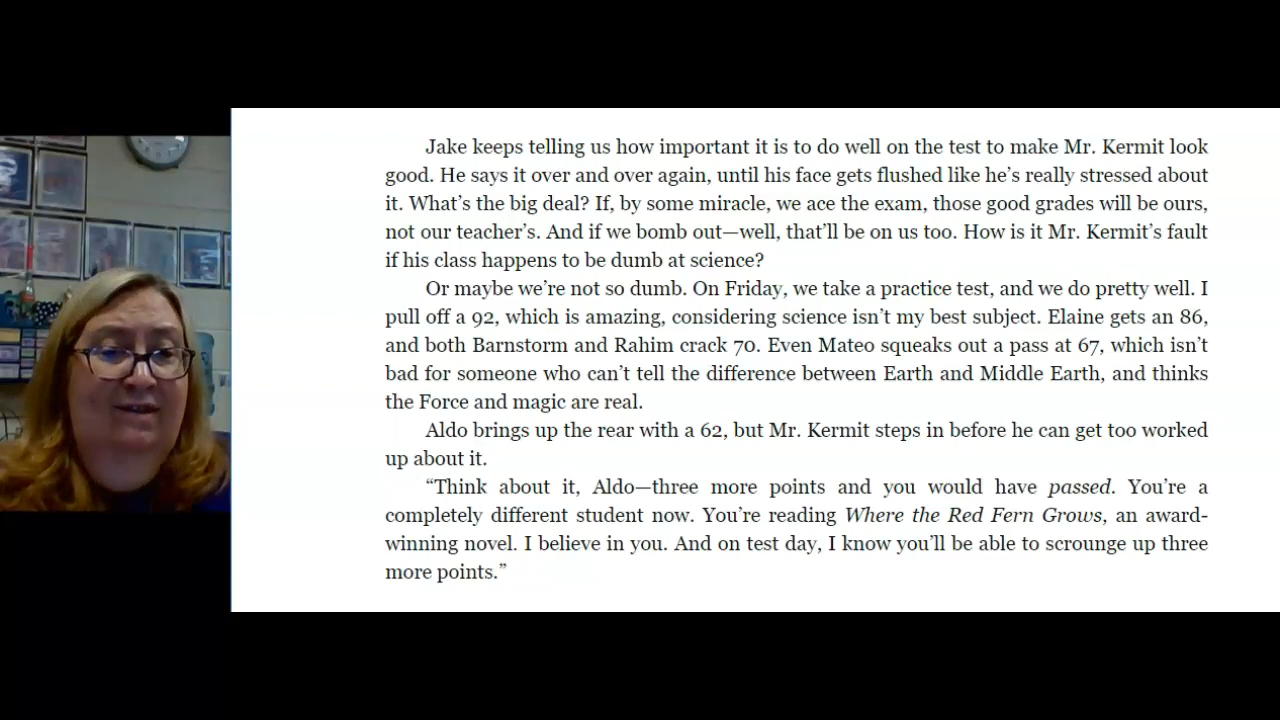 Jake keeps telling us how important it is to do well on the test to make Mr. Kermit look
good. He says it over and over again, until his face gets flushed like he’s really stressed about
it. What’s the big deal? If, by some miracle, we ace the exam, those good grades will be ours,
not our teacher’s. And if we bomb out—well, that’ll be on us too. How is it Mr. Kermit’s fault
if his class happens to be dumb at science?
Or maybe we’re not so dumb. On Friday, we take a practice test, and we do pretty well. I
pull off a 92, which is amazing, considering science isn’t my best subject. Elaine gets an 86,
and both Barnstorm and Rahim crack 70. Even Mateo squeaks out a pass at 67, which isn’t
bad for someone who can’t tell the difference between Earth and Middle Earth, and thinks
the Force and magic are real.
Aldo brings up the rear with a 62, but Mr. Kermit steps in before he can get too worked
up about it.
“Think about it, Aldo—three more points and you would have passed. You’re a
completely different student now. You’re reading Where the Red Fern Grows, an award-
winning novel. I believe in you. And on test day, I know you’ll be able to scrounge up three
more points.”